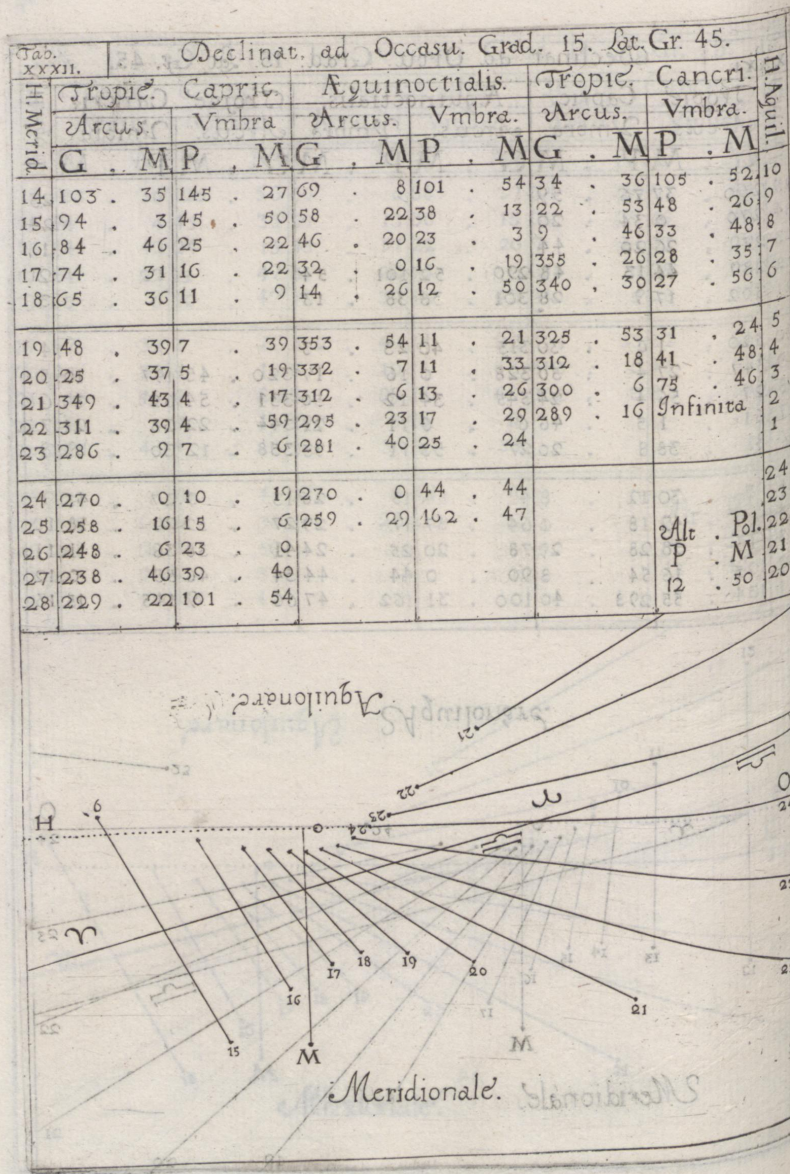 Tab. XXXII. Declinat. ad Occasu. Grad. 15. Lat. Gr. 45.
H. Merid. Tropic. Capric. Æquinoctialis. Tropic. Cancri. H. Aquil.
Arcus. Vmbra Arcus. Vmbra. Arcus. Vmbra.
G . M P . M G . M P . M G . M P . M
14 103 . 35 145 . 27 69 . 8 101 . 54 34 . 36 105 . 52 10
15 94 . 3 45 . 50 58 . 22 38 . 13 22 . 53 48 . 26 9
16 84 . 46 25 . 22 46 . 20 23 . 3 9 . 46 33 . 48 8
17 74 . 31 16 . 22 32 . 0 16 . 19 355 . 26 28 . 35 7
18 65 . 36 11 . 9 14 . 26 12 . 50 340 . 30 27 . 56 6
19 48 . 39 7 . 39 353 . 54 11 . 21 325 . 53 31 . 24 5
20 25 . 37 5 . 19 332 . 7 11 . 33 312 . 18 41 . 48 4
21 349 . 43 4 . 17 312 . 6 13 . 26 300 . 6 75 . 46 3
22 311 . 39 4 . 59 295 . 23 17 . 29 289 . 16 Infinita 2
23 286 . 9 7 . 6 281 . 40 25 . 24 1
24 270 . 0 10 . 19 270 . 0 44 . 44 24
25 258 . 16 15 . 6 259 . 29 162 . 47 23
26 248 . 6 23 . 0 Alt . Pol. 22
27 238 . 46 39 . 40 P . M 21
28 229 . 22 101 . 54 12 . 50 20
Aquilonare.
21
22
♈
♎
H 6 25
O 24
♎
♈
17 18 19 20
16 21
15
M
Meridionale.